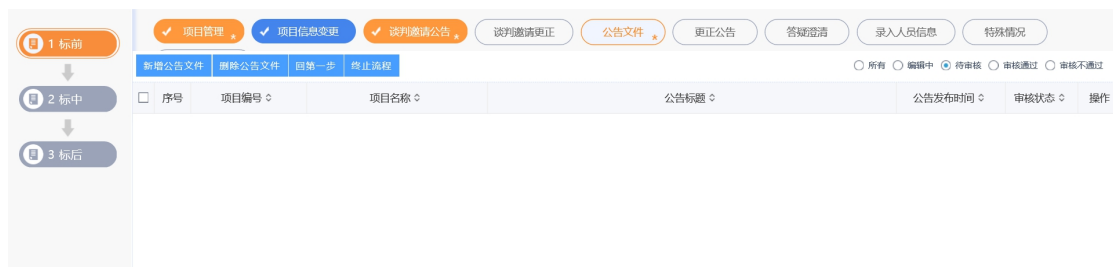 1 标前
2 标中
3 标后
项目管理 * 项目信息变更 谈判邀请公告 * 谈判邀请更正 公告文件 * 更正公告 答疑澄清 录入人员信息 特殊情况
新增公告文件 删除公告文件 回第一步 终止流程 所有 编辑中 待审核 审核通过 审核不通过
序号 项目编号 项目名称 公告标题 公告发布时间 审核状态 操作